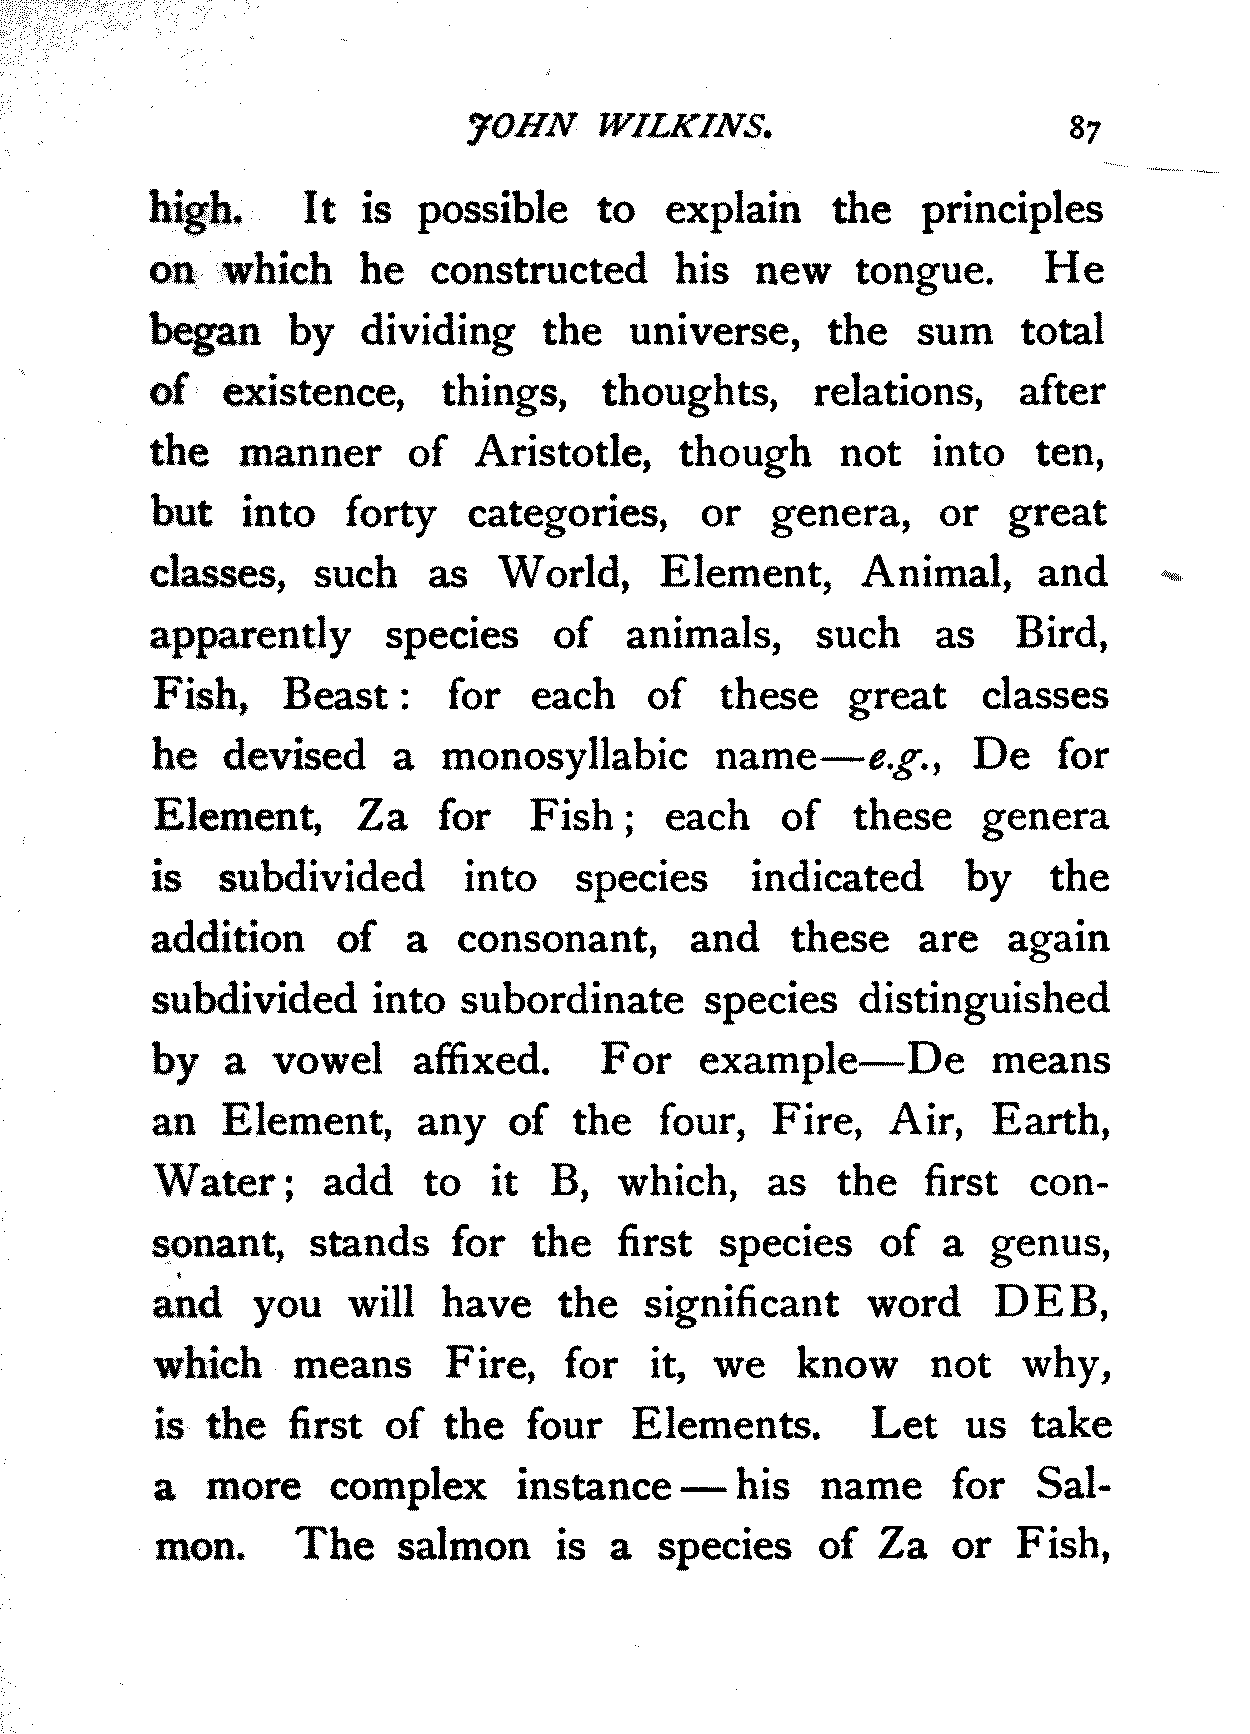 JOHN WILKINS. 87
high. It is possible to explain the principles
on which he constructed his new tongue. He
began by dividing the universe, the sum total
of existence, things, thoughts, relations, after
the manner of Aristotle, though not into ten,
but into forty categories, or genera, or great
classes, such as World, Element, Animal, and
apparently species of animals, such as Bird,
Fish, Beast : for each of these great classes
he devised a monosyllabic name—e.g., De for
Element, Za for Fish ; each of these genera
is subdivided into species indicated by the
addition of a consonant, and these are again
subdivided into subordinate species distinguished
by a vowel affixed. For example—De means
an Element, any of the four, Fire, Air, Earth,
Water ; add to it B, which, as the first con-
sonant, stands for the first species of a genus,
and you will have the significant word DEB,
which means Fire, for it, we know not why,
is the first of the four Elements. Let us take
a more complex instance — his name for Sal-
mon. The salmon is a species of Za or Fish,